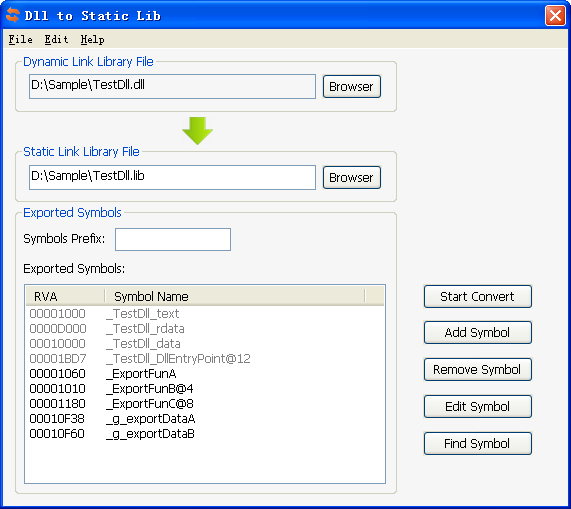 Dll to Static Lib
File Edit Help
Dynamic Link Library File
D:\Sample\TestDll.dll Browser
Static Link Library File
D:\Sample\TestDll.lib Browser
Exported Symbols
Symbols Prefix:
Exported Symbols:
RVA Symbol Name
00001000 _TestDll_text
0000D000 _TestDll_rdata
00010000 _TestDll_data
00001BD7 _TestDll_DllEntryPoint@12
00001060 _ExportFunA
00001010 _ExportFunB@4
00001180 _ExportFunC@8
00010F38 _g_exportDataA
00010F60 _g_exportDataB
Start Convert
Add Symbol
Remove Symbol
Edit Symbol
Find Symbol